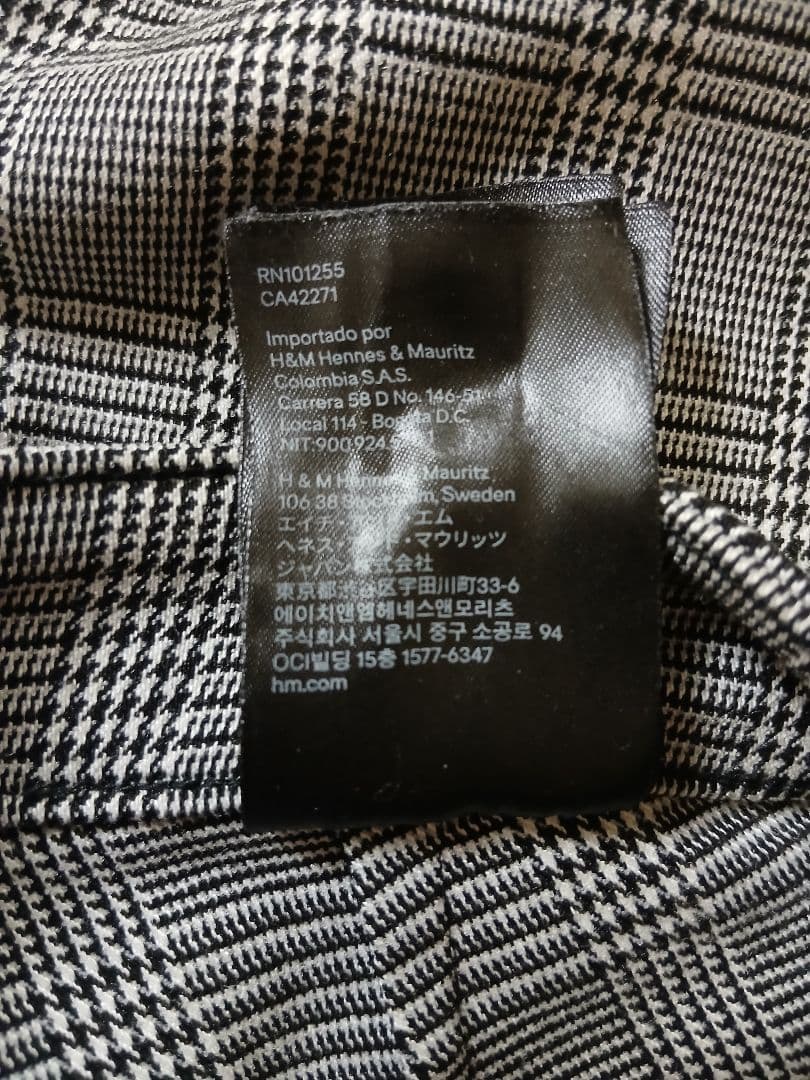 RN101255
CA42271
Importado por
H&M Hennes & Mauritz
Colombia S.A.S.
Carrera 58 D No. 146-51
Local 114 - D.C.
NIT:900924
H & M Mauritz
106 38 Sweden
エイチ・エム
ヘネス・マウリッツ
ジャパン
東京都区宇田川町33-6
에이치앤엠헤네스앤모리츠
주식회사 서울시 중구 소공로 94
OCI빌딩 15층 1577-6347
hm.com